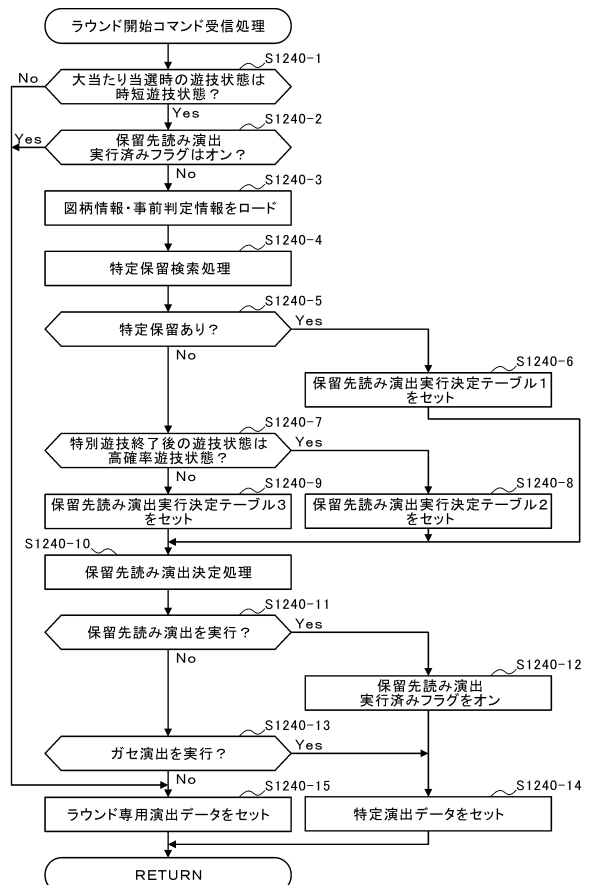 ラウンド開始コマンド受信処理
S1240-1
No
大当たり当選時の遊技状態は
時短遊技状態？
Yes
S1240-2
Yes
保留先読み演出
実行済みフラグはオン？
No
S1240-3
図柄情報・事前判定情報をロード
S1240-4
特定保留検索処理
S1240-5
特定保留あり？
Yes
No
S1240-6
保留先読み演出実行決定テーブル1
をセット
S1240-7
特別遊技終了後の遊技状態は
高確率遊技状態？
Yes
No
S1240-9
S1240-8
保留先読み演出実行決定テーブル3
をセット
保留先読み演出実行決定テーブル2
をセット
S1240-10
保留先読み演出決定処理
S1240-11
保留先読み演出を実行？
Yes
No
S1240-12
保留先読み演出
実行済みフラグをオン
S1240-13
ガセ演出を実行？
Yes
No
S1240-15
S1240-14
ラウンド専用演出データをセット
特定演出データをセット
RETURN